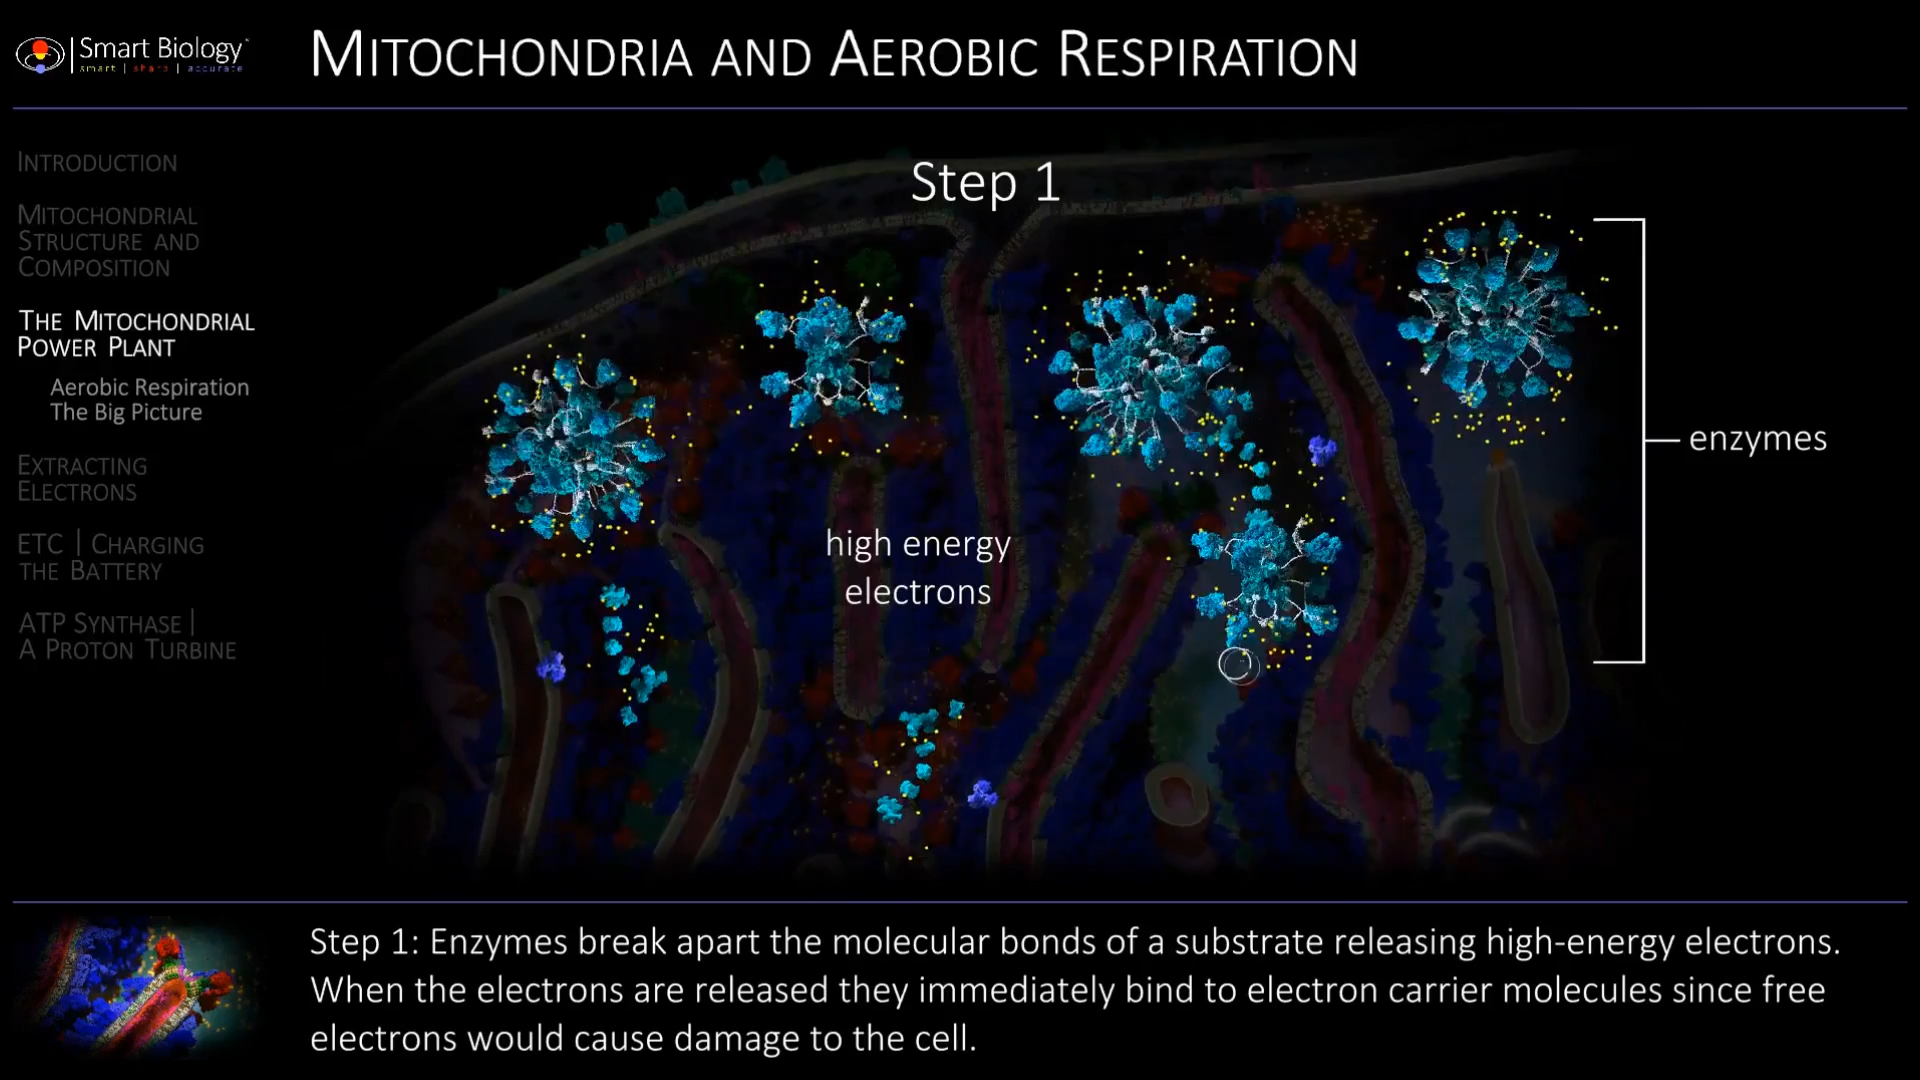 Smart Biology
smart | sharp | accurate
MITOCHONDRIA AND AEROBIC RESPIRATION
INTRODUCTION
MITOCHONDRIAL
STRUCTURE AND
COMPOSITION
THE MITOCHONDRIAL
POWER PLANT
Aerobic Respiration
The Big Picture
EXTRACTING
ELECTRONS
ETC | CHARGING
THE BATTERY
ATP SYNTHASE |
A PROTON TURBINE
Step 1
enzymes
high energy
electrons
Step 1: Enzymes break apart the molecular bonds of a substrate releasing high-energy electrons.
When the electrons are released they immediately bind to electron carrier molecules since free
electrons would cause damage to the cell.